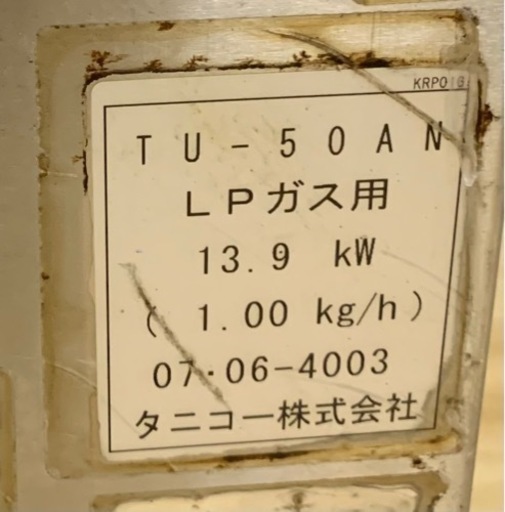 KRP016
TU-50AN
LPガス用
13.9 kW
( 1.00 kg/h )
07・06-4003
タニコー株式会社